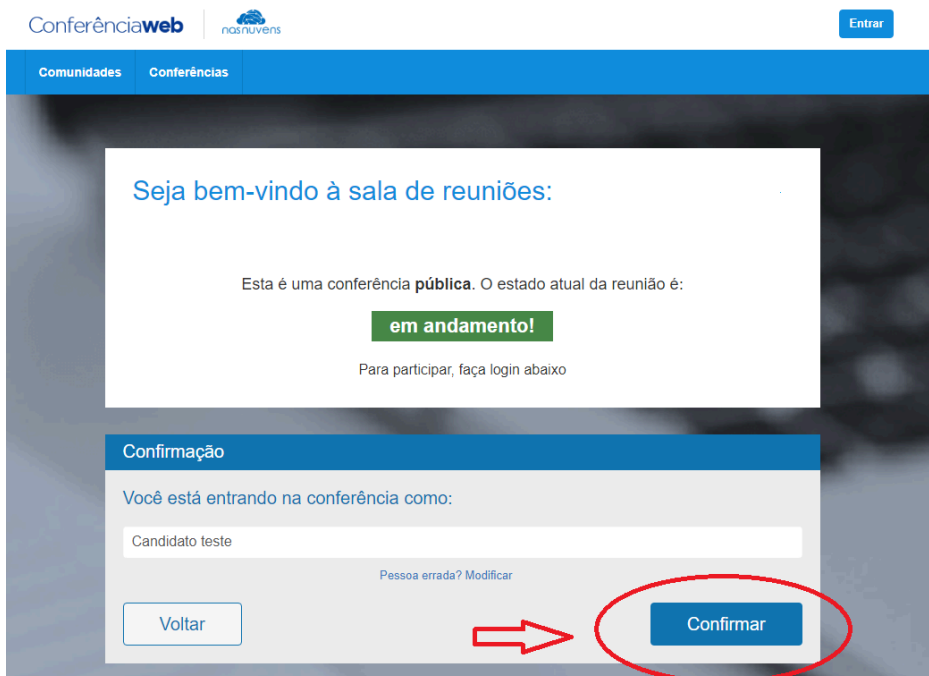 Conferênciaweb
nasnuvens
Entrar
Comunidades
Conferências
Seja bem-vindo à sala de reuniões:
Esta é uma conferência pública. O estado atual da reunião é:
em andamento!
Para participar, faça login abaixo
Confirmação
Você está entrando na conferência como:
Candidato teste
Pessoa errada? Modificar
Voltar
Confirmar